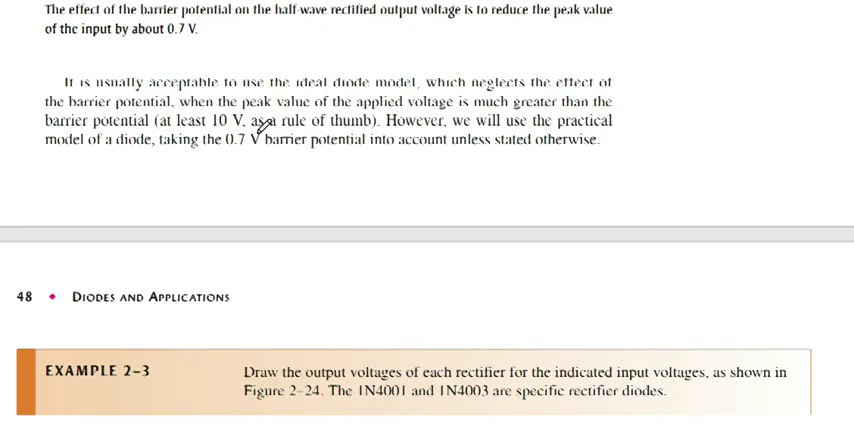 The effect of the barrier potential on the half-wave rectified output voltage is to reduce the peak value
of the input by about 0.7 V.
It is usually acceptable to use the ideal diode model, which neglects the effect of
the barrier potential, when the peak value of the applied voltage is much greater than the
barrier potential (at least 10 V, as a rule of thumb). However, we will use the practical
model of a diode, taking the 0.7 V barrier potential into account unless stated otherwise.
48 ◆ DIODES AND APPLICATIONS
EXAMPLE 2–3
Draw the output voltages of each rectifier for the indicated input voltages, as shown in
Figure 2–24. The 1N4001 and 1N4003 are specific rectifier diodes.